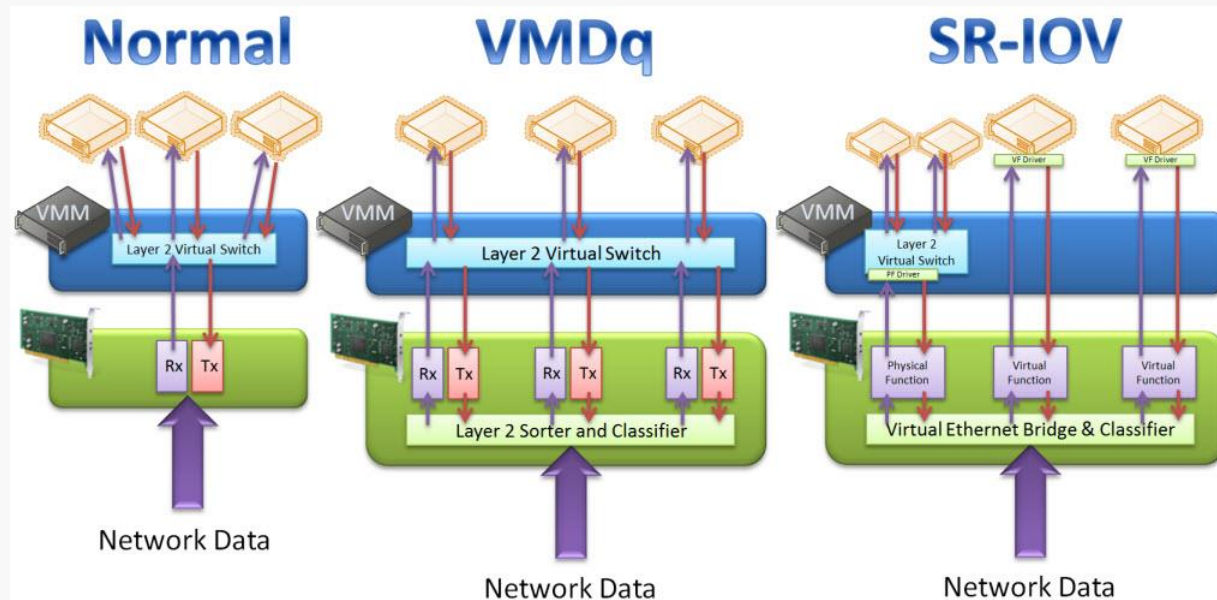 Normal
VMM
Layer 2 Virtual Switch
Rx
Tx
Network Data
VMDq
VMM
Layer 2 Virtual Switch
Rx
Tx
Rx
Tx
Rx
Tx
Layer 2 Sorter and Classifier
Network Data
SR-IOV
VF Driver
VF Driver
VMM
Layer 2
Virtual Switch
PF Driver
Physical
Function
Virtual
Function
Virtual
Function
Virtual Ethernet Bridge & Classifier
Network Data